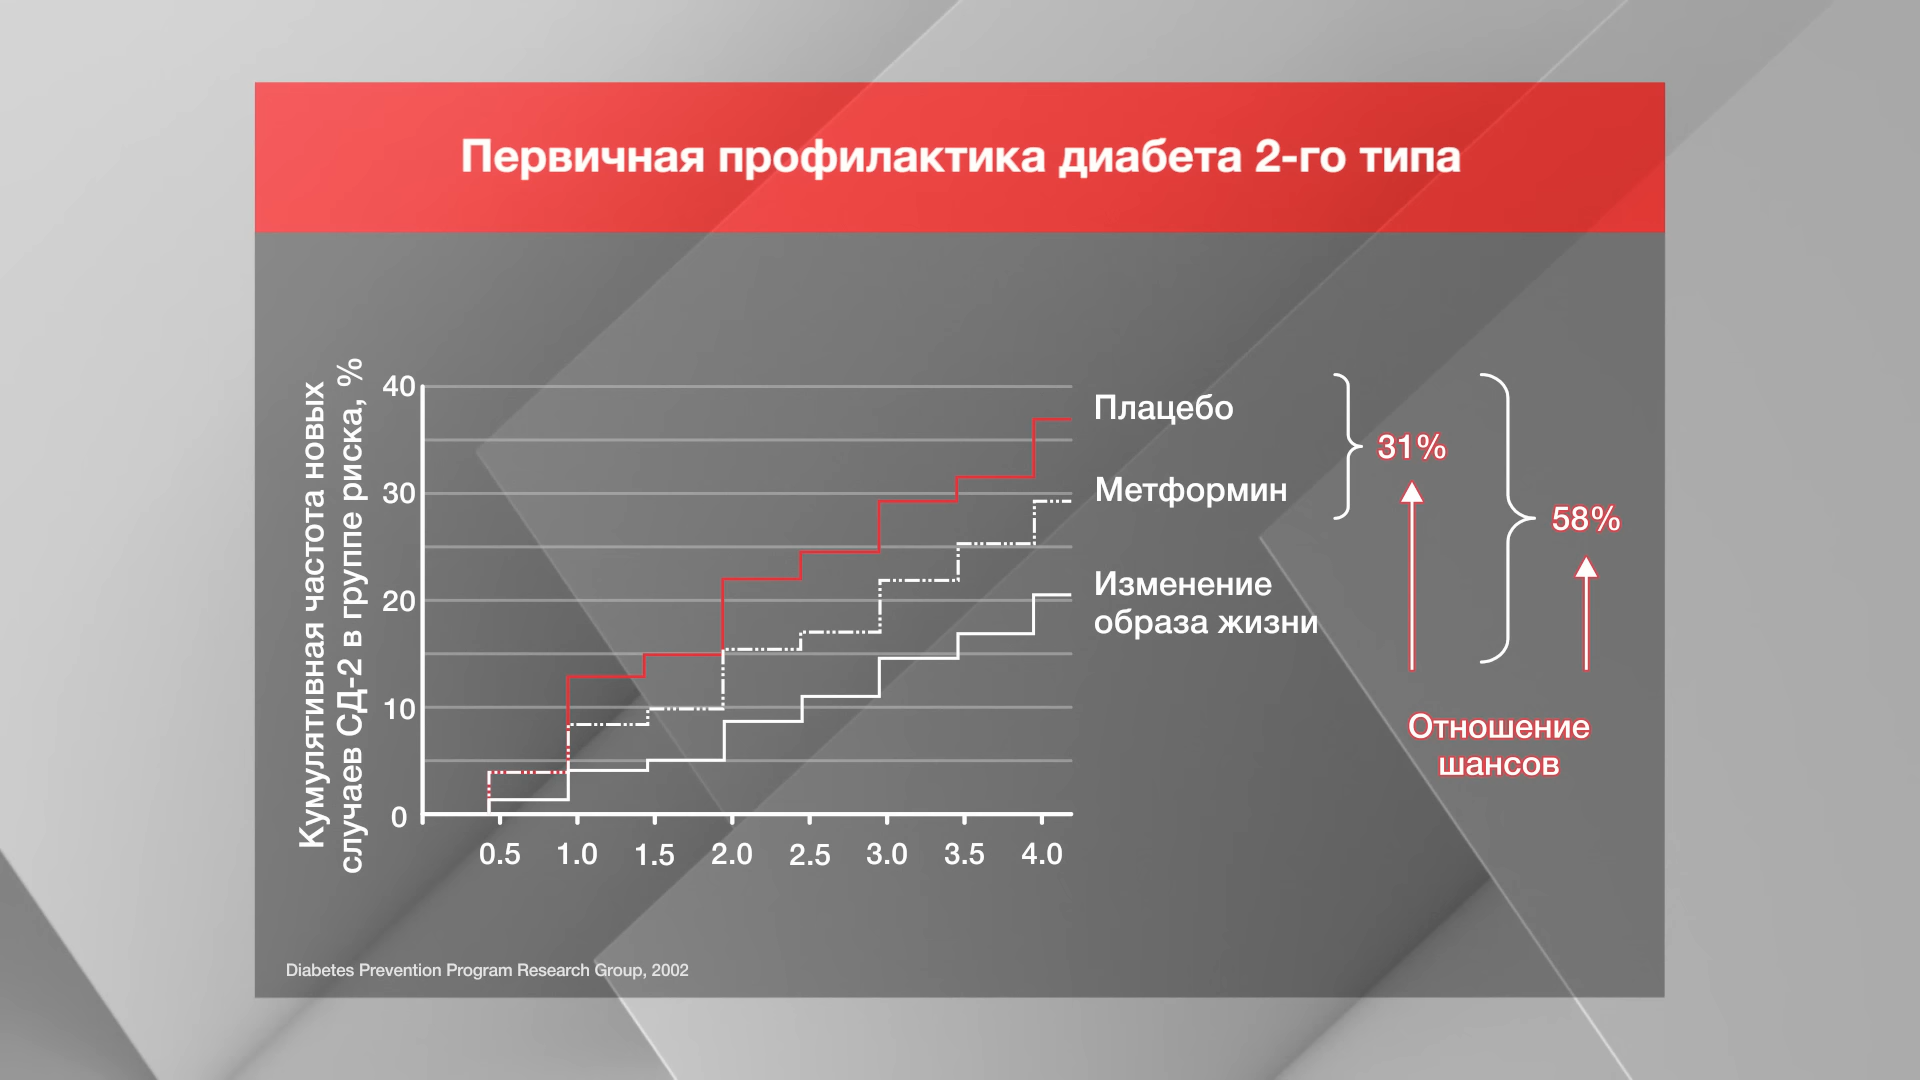 Первичная профилактика диабета 2-го типа
Кумулятивная частота новых
случаев СД-2 в группе риска, %
40
30
20
10
0
0.5 1.0 1.5 2.0 2.5 3.0 3.5 4.0
Плацебо
Метформин
Изменение
образа жизни
31%
58%
Отношение
шансов
Diabetes Prevention Program Research Group, 2002